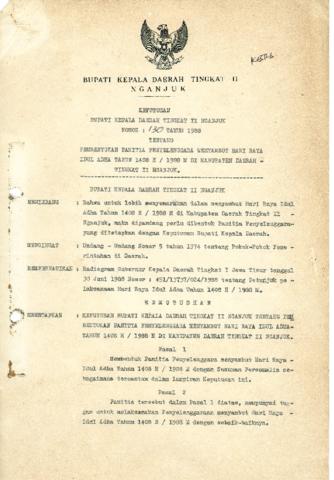 BUPATI KEPALA DAERAH TINGKAT II
NGANJUK
KEPUTUSAN
BUPATI KEPALA DAERAH TINGKAT II NGANJUK
NOMOR : 130 TAHUN 1988
TENTANG
PEMBENTUKAN PANITIA PENYELENGGARA MENYAMBUT HARI RAYA
IDUL ADHA TAHUN 1408 H / 1988 M DI KABUPATEN DAERAH -
TINGKAT II NGANJUK.
BUPATI KEPALA DAERAH TINGKAT II NGANJUK
MENIMBANG : Bahwa untuk lebih menyemarakan dalam menyambut Hari Raya Idul
Adha Tahun 1408 H / 1988 M di Kabupaten Daerah Tingkat II -
Nganjuk, maka dipandang perlu dibentuk Panitia Penyelenggara-
yang ditetapkan dengan Keputusan Bupati Kepala Daerah.
MENGINGAT : Undang - Undang Nomor 5 tahun 1974 tentang Pokok-Pokok Peme -
rintahan di Daerah.
MEMPERHATIKAN : Radiogram Gubernur Kepala Daerah Tingkat I Jawa Timur tanggal
30 Juni 1988 Nomor : 451/1373/024/1988 tentang Petunjuk pe-
laksanaan Hari Raya Idul Adha Tahun 1408 H / 1988 M.
M E M U T U S K A N
MENETAPKAN : KEPUTUSAN BUPATI KEPALA DAERAH TINGKAT II NGANJUK TENTANG PEM
BENTUKAN PANITIA PENYELENGGARA MENYAMBUT HARI RAYA IDUL ADHA-
TAHUN 1408 H / 1988 M DI KABUPATEN DAERAH TINGKAT II NGANJUK.
Pasal 1
Membentuk Panitia Penyelenggara menyambut Hari Raya -
Idul Adha Tahun 1408 H / 1988 M dengan Susunan Personalia se-
bagaimana tercantum dalam Lampiran Keputusan ini.
Pasal 2
Panitia tersebut dalam Pasal 1 diatas, mempunyai tu-
gas untuk melaksanakan Penyelenggaraan menyambut Hari Raya -
Idul Adha Tahun 1408 H / 1988 M dengan sebaik-baiknya.